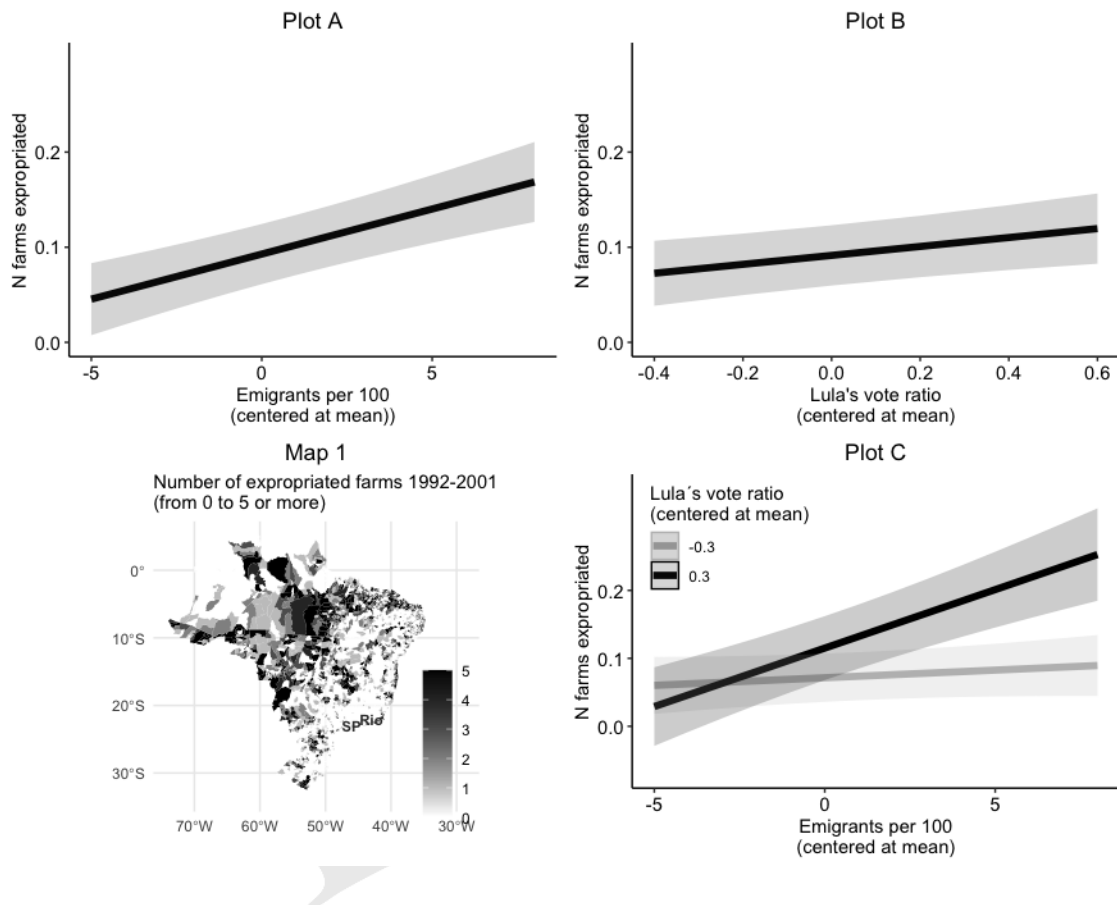 Plot A
N farms expropriated
0.2
0.1
0.0
-5
0
5
Emigrants per 100
(centered at mean))
Plot B
N farms expropriated
0.2
0.1
0.0
-0.4
-0.2
0.0
0.2
0.4
0.6
Lula's vote ratio
(centered at mean)
Map 1
Number of expropriated farms 1992-2001
(from 0 to 5 or more)
0°
10°S
20°S
30°S
SP
Rio
5
4
3
2
1
0
70°W
60°W
50°W
40°W
30°W
Plot C
Lula´s vote ratio
(centered at mean)
-0.3
0.3
N farms expropriated
0.2
0.1
0.0
-5
0
5
Emigrants per 100
(centered at mean)